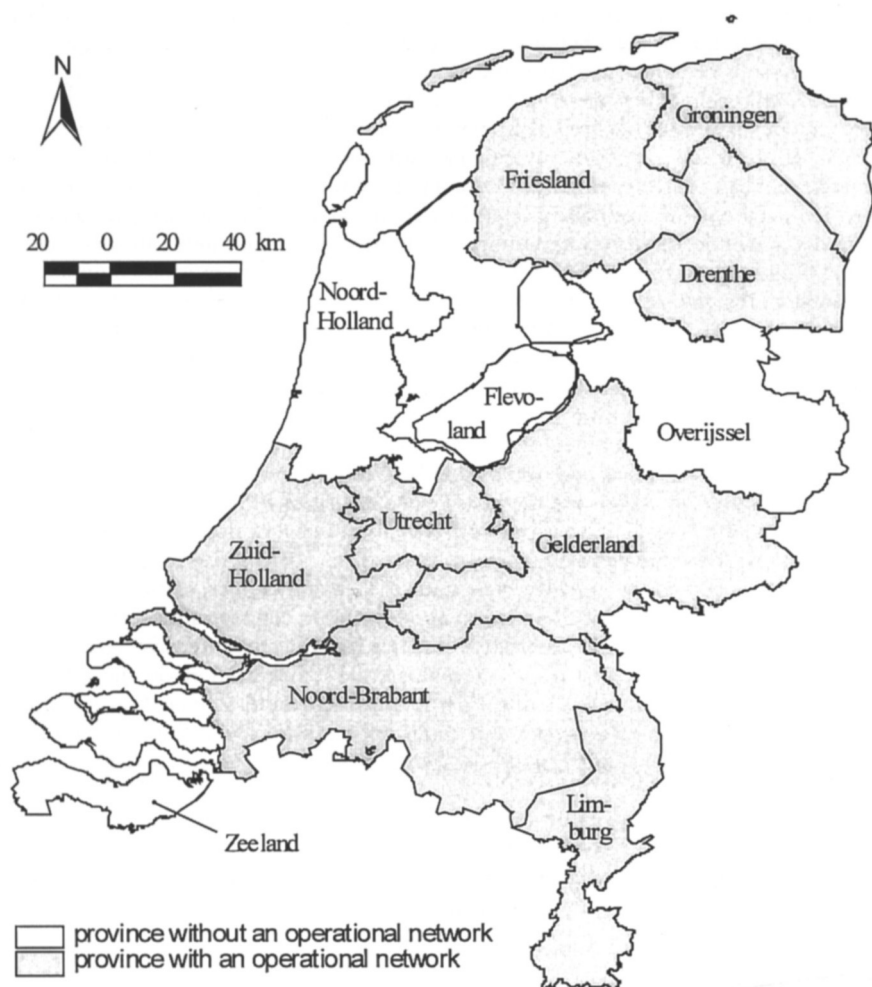 N
Groningen
Friesland
20 0 20 40 km
Drenthe
Noord-
Holland
Flevo-
land
Overijssel
Utrecht
Gelderland
Zuid-
Holland
Noord-Brabant
Lim-
burg
Zeeland
province without an operational network
province with an operational network